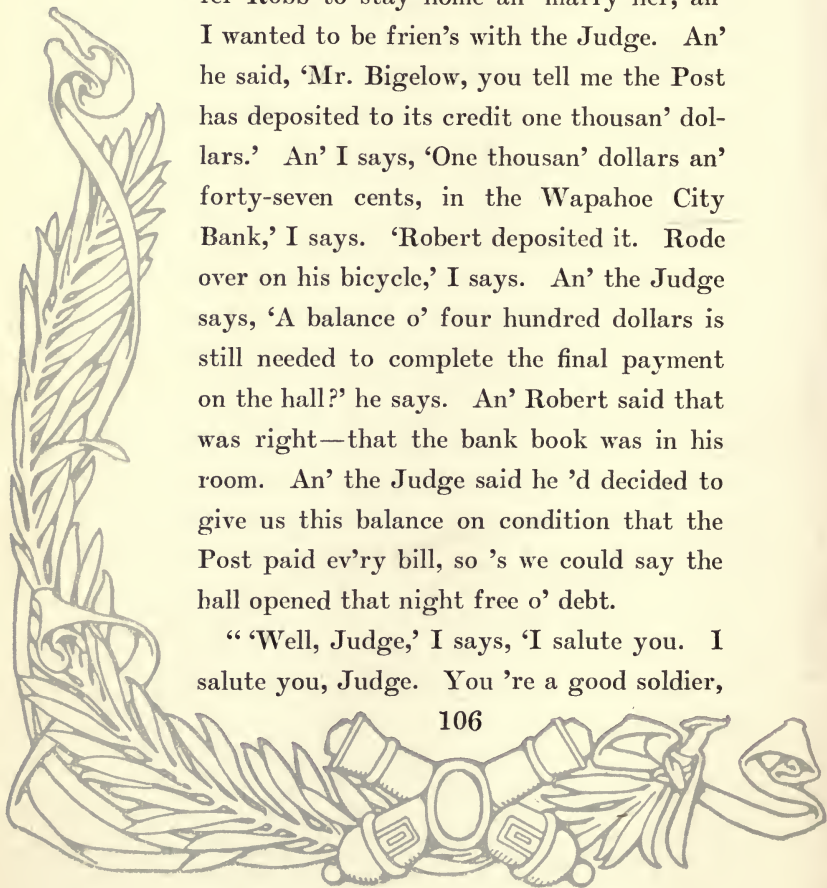 I wanted to be frien's with the Judge. An'
he said, ‘Mr. Bigelow, you tell me the Post
has deposited to its credit one thousan' dol-
lars.’ An' I says, ‘One thousan' dollars an'
forty-seven cents, in the Wapahoe City
Bank,’ I says. ‘Robert deposited it. Rode
over on his bicycle,’ I says. An' the Judge
says, ‘A balance o' four hundred dollars is
still needed to complete the final payment
on the hall?’ he says. An' Robert said that
was right—that the bank book was in his
room. An' the Judge said he 'd decided to
give us this balance on condition that the
Post paid ev'ry bill, so 's we could say the
hall opened that night free o' debt.
“ ‘Well, Judge,’ I says, ‘I salute you. I
salute you, Judge. You 're a good soldier,
106